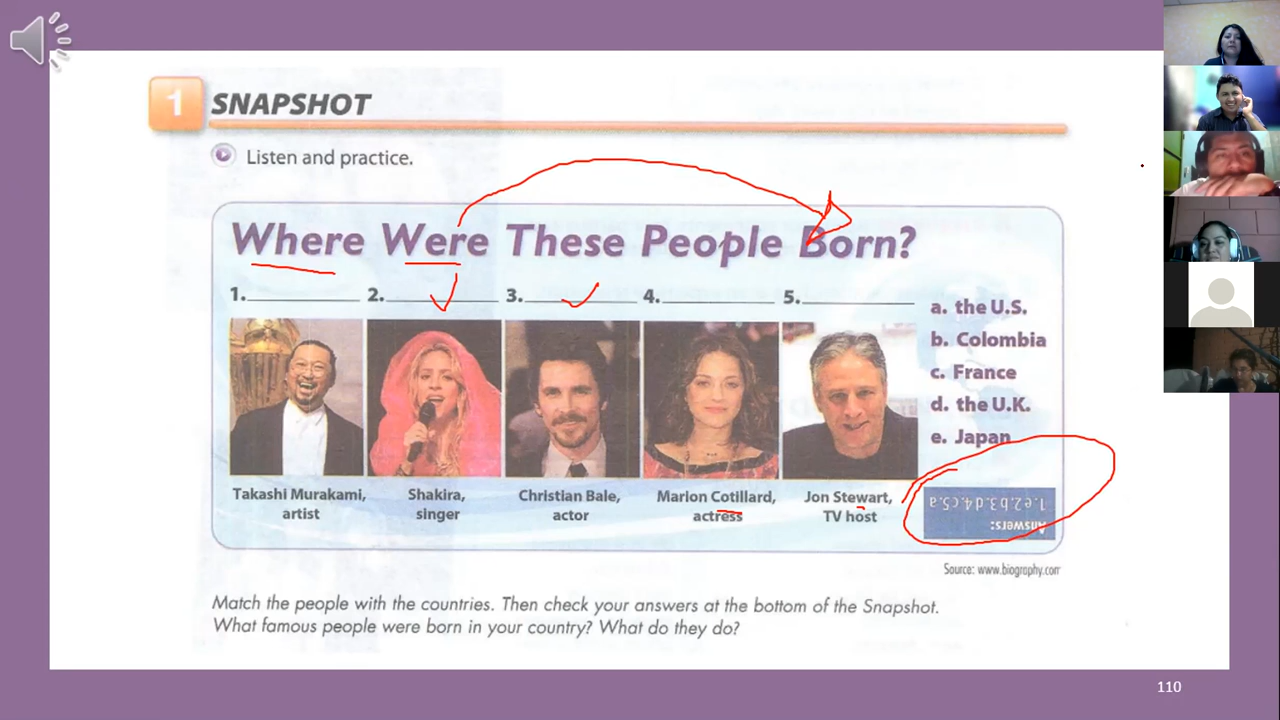 1 SNAPSHOT
Listen and practice.
Where Were These People Born?
1. 2. 3. 4. 5.
a. the U.S.
b. Colombia
c. France
d. the U.K.
e. Japan
Takashi Murakami,
artist
Shakira,
singer
Christian Bale,
actor
Marion Cotillard,
actress
Jon Stewart,
TV host
Answers:
1. e 2. b 3. d 4. c 5. a
Source: www.biography.com
Match the people with the countries. Then check your answers at the bottom of the Snapshot.
What famous people were born in your country? What do they do?
110